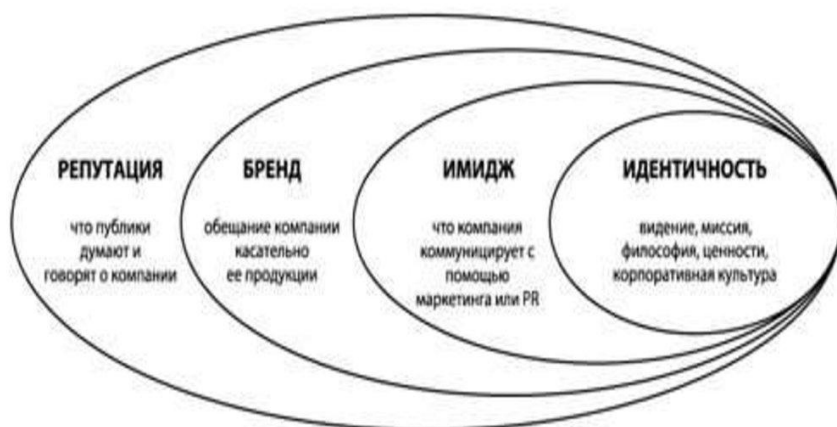 РЕПУТАЦИЯ
что публики
думают и
говорят о компании
БРЕНД
обещание компании
касательно
ее продукции
ИМИДЖ
что компания
коммуницирует с
помощью
маркетинга или PR
ИДЕНТИЧНОСТЬ
видение, миссия,
философия, ценности,
корпоративная культура